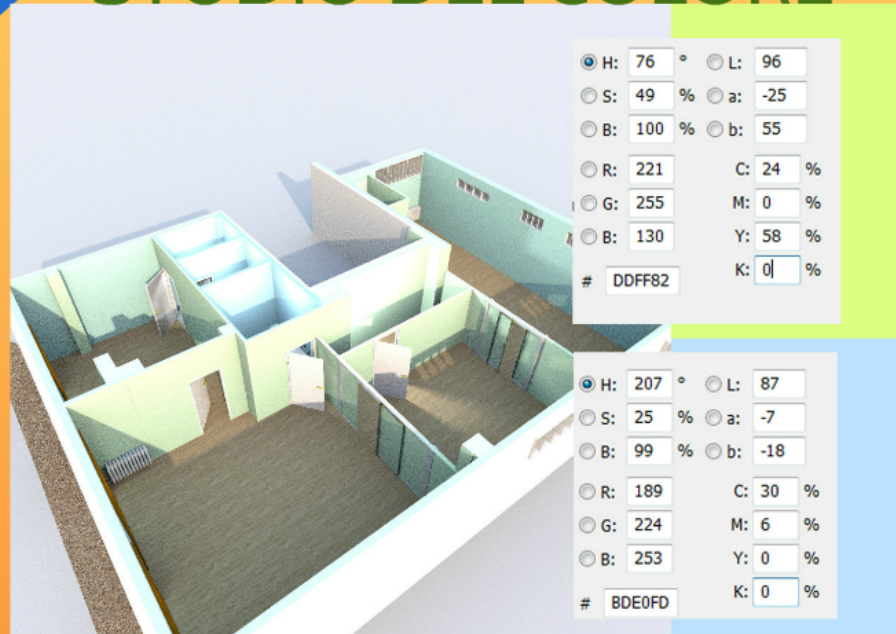 STUDIO DEL COLORE
H: 76 ° L: 96
S: 49 % a: -25
B: 100 % b: 55
R: 221 C: 24 %
G: 255 M: 0 %
B: 130 Y: 58 %
# DDFF82 K: 0 %
H: 207 ° L: 87
S: 25 % a: -7
B: 99 % b: -18
R: 189 C: 30 %
G: 224 M: 6 %
B: 253 Y: 0 %
# BDE0FD K: 0 %